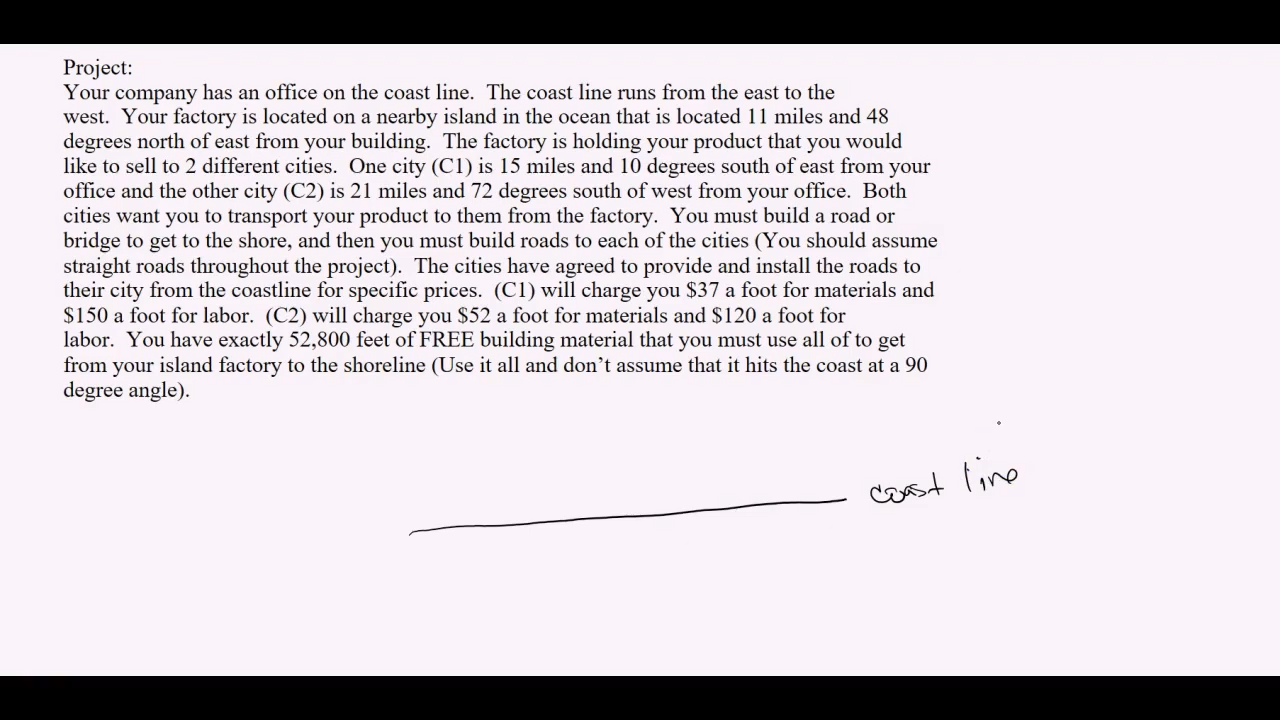 Project:
Your company has an office on the coast line.  The coast line runs from the east to the
west.  Your factory is located on a nearby island in the ocean that is located 11 miles and 48
degrees north of east from your building.  The factory is holding your product that you would
like to sell to 2 different cities.  One city (C1) is 15 miles and 10 degrees south of east from your
office and the other city (C2) is 21 miles and 72 degrees south of west from your office.  Both
cities want you to transport your product to them from the factory.  You must build a road or
bridge to get to the shore, and then you must build roads to each of the cities (You should assume
straight roads throughout the project).  The cities have agreed to provide and install the roads to
their city from the coastline for specific prices.  (C1) will charge you $37 a foot for materials and
$150 a foot for labor.  (C2) will charge you $52 a foot for materials and $120 a foot for
labor.  You have exactly 52,800 feet of FREE building material that you must use all of to get
from your island factory to the shoreline (Use it all and don’t assume that it hits the coast at a 90
degree angle).
coast line